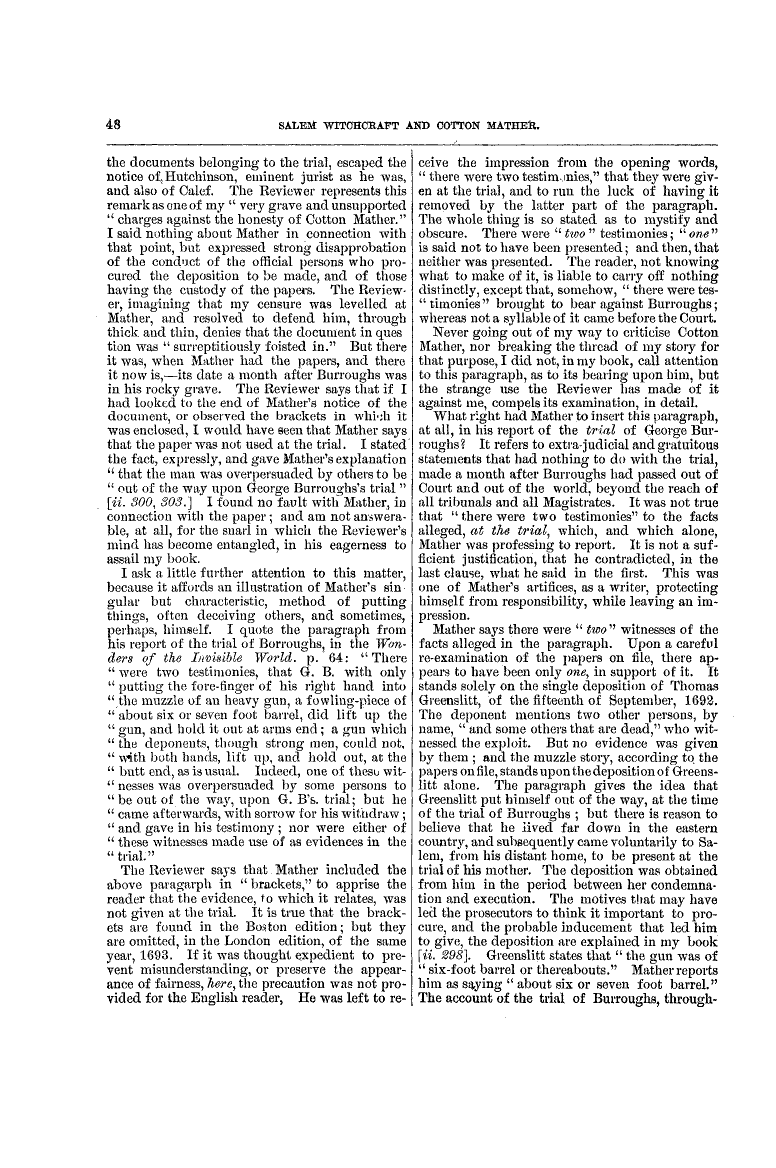 48
SALEM WITCHCRAFT AND COTTON MATHER.
the documents belonging to the trial, escaped the
notice of Hutchinson, eminent jurist as he was,
and also of Calef. The Reviewer represents this
remark as one of my " very grave and unsupported
" charges against the honesty of Cotton Mather."
I said nothing about Mather in connection with
that point, but expressed strong disapprobation
of the conduct of the official persons who pro-
cured the deposition to be made, and of those
having the custody of the papers. The Review-
er, imagining that my censure was levelled at
Mather, and resolved to defend him, through
thick and thin, denies that the document in ques
tion was " surreptitiously foisted in." But there
it was, when Mather had the papers, and there
it now is,—its date a month after Burroughs was
in his rocky grave. The Reviewer says that if I
had looked to the end of Mather's notice of the
document, or observed the brackets in which it
was enclosed, I would have seen that Mather says
that the paper was not used at the trial. I stated
the fact, expressly, and gave Mather's explanation
" that the man was overpersuaded by others to be
" out of the way upon George Burroughs's trial "
[ii. 300, 303.] I found no fault with Mather, in
connection with the paper ; and am not answera-
ble, at all, for the snarl in which the Reviewer's
mind has become entangled, in his eagerness to
assail my book.
I ask a little further attention to this matter,
because it affords an illustration of Mather's sin
gular but characteristic, method of putting
things, often deceiving others, and sometimes,
perhaps, himself. I quote the paragraph from
his report of the trial of Borroughs, in the Won-
ders of the Invisible World. p. 64: " There
" were two testimonies, that G. B. with only
" putting the fore-finger of his right hand into
" the muzzle of an heavy gun, a fowling-piece of
" about six or seven foot barrel, did lift up the
" gun, and hold it out at arms end ; a gun which
" the deponents, though strong men, could not,
" with both hands, lift up, and hold out, at the
" butt end, as is usual. Indeed, one of these wit-
" nesses was overpersuaded by some persons to
" be out of the way, upon G. B's. trial; but he
" came afterwards, with sorrow for his withdraw ;
" and gave in his testimony ; nor were either of
" these witnesses made use of as evidences in the
" trial."
The Reviewer says that Mather included the
above paragarph in " brackets," to apprise the
reader that the evidence, to which it relates, was
not given at the trial. It is true that the brack-
ets are found in the Boston edition; but they
are omitted, in the London edition, of the same
year, 1693. If it was thought expedient to pre-
vent misunderstanding, or preserve the appear-
ance of fairness, here, the precaution was not pro-
vided for the English reader, He was left to re-
ceive the impression from the opening words,
" there were two testimonies," that they were giv-
en at the trial, and to run the luck of having it
removed by the latter part of the paragraph.
The whole thing is so stated as to mystify and
obscure. There were " two " testimonies ; " one "
is said not to have been presented ; and then, that
neither was presented. The reader, not knowing
what to make of it, is liable to carry off nothing
distinctly, except that, somehow, " there were tes-
" timonies " brought to bear against Burroughs ;
whereas not a syllable of it came before the Court.
Never going out of my way to criticise Cotton
Mather, nor breaking the thread of my story for
that purpose, I did not, in my book, call attention
to this paragraph, as to its bearing upon him, but
the strange use the Reviewer has made of it
against me, compels its examination, in detail.
What right had Mather to insert this paragraph,
at all, in his report of the trial of George Bur-
roughs? It refers to extra-judicial and gratuitous
statements that had nothing to do with the trial,
made a month after Burroughs had passed out of
Court and out of the world, beyond the reach of
all tribunals and all Magistrates. It was not true
that " there were two testimonies" to the facts
alleged, at the trial, which, and which alone,
Mather was professing to report. It is not a suf-
ficient justification, that he contradicted, in the
last clause, what he said in the first. This was
one of Mather's artifices, as a writer, protecting
himself from responsibility, while leaving an im-
pression.
Mather says there were " two " witnesses of the
facts alleged in the paragraph. Upon a careful
re-examination of the papers on file, there ap-
pears to have been only one, in support of it. It
stands solely on the single deposition of Thomas
Greenslitt, of the fifteenth of September, 1692.
The deponent mentions two other persons, by
name, " and some others that are dead," who wit-
nessed the exploit. But no evidence was given
by them ; and the muzzle story, according to the
papers on file, stands upon the deposition of Greens-
litt alone. The paragraph gives the idea that
Greenslitt put himself out of the way, at the time
of the trial of Burroughs ; but there is reason to
believe that he lived far down in the eastern
country, and subsequently came voluntarily to Sa-
lem, from his distant home, to be present at the
trial of his mother. The deposition was obtained
from him in the period between her condemna-
tion and execution. The motives that may have
led the prosecutors to think it important to pro-
cure, and the probable inducement that led him
to give, the deposition are explained in my book
[ii. 298]. Greenslitt states that " the gun was of
" six-foot barrel or thereabouts." Mather reports
him as saying " about six or seven foot barrel."
The account of the trial of Burroughs, through-